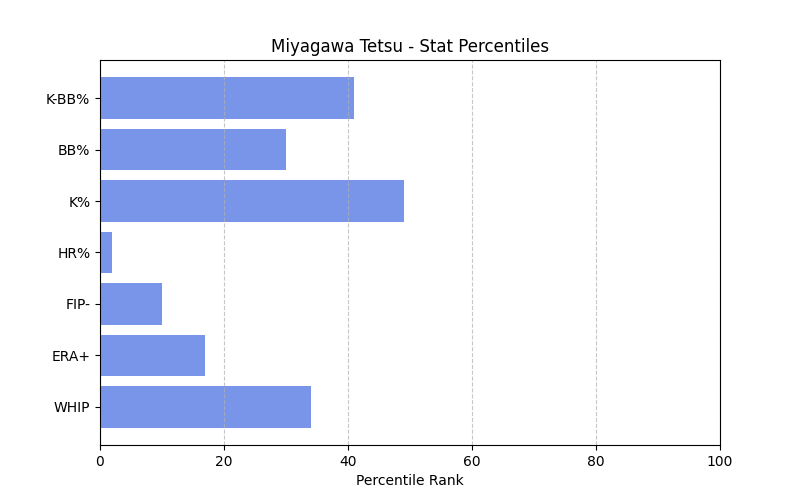 Miyagawa Tetsu - Stat Percentiles
K-BB%
BB%
K%
HR%
FIP-
ERA+
WHIP
0 20 40 60 80 100
Percentile Rank